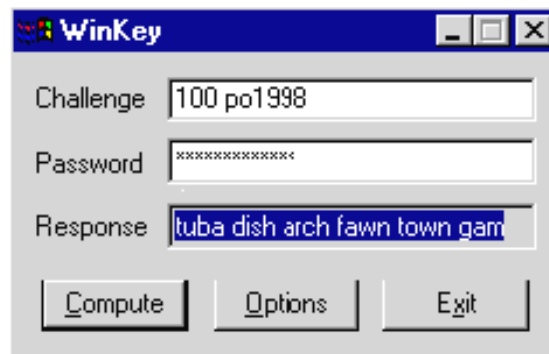 WinKey
Challenge 100 po1998
Password *************
Response tuba dish arch fawn town gam
Compute Options Exit